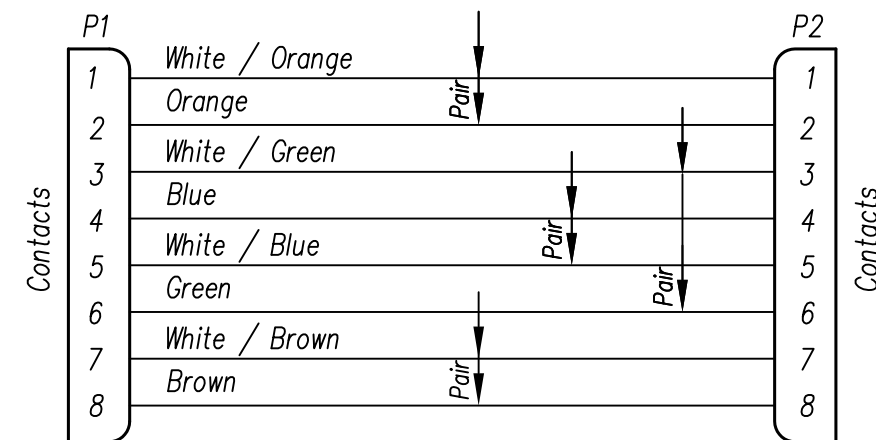 P1 P2
White / Orange
1 1
Pair
Orange
2 2
White / Green
3 3
Blue
4 4
Contacts Pair Contacts
White / Blue
5 5
Pair
Green
6 6
White / Brown
7 7
Pair
Brown
8 8